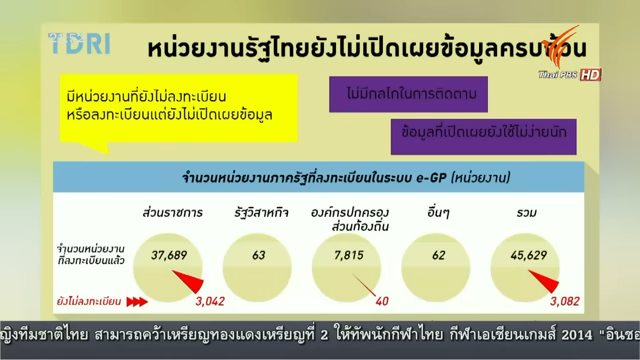 TDRI
หน่วยงานรัฐไทยยังไม่เปิดเผยข้อมูลครบถ้วน
Thai PBS HD
มีหน่วยงานที่ยังไม่ลงทะเบียน
หรือลงทะเบียนแต่ยังไม่เปิดเผยข้อมูล
ไม่มีกลไกในการติดตาม
ข้อมูลที่เปิดเผยยังใช้ไม่ง่ายนัก
จำนวนหน่วยงานภาครัฐที่ลงทะเบียนในระบบ e-GP (หน่วยงาน)
ส่วนราชการ รัฐวิสาหกิจ องค์กรปกครอง อื่นๆ รวม
ส่วนท้องถิ่น
จำนวนหน่วยงาน
ที่ลงทะเบียนแล้ว 37,689 63 7,815 62 45,629
ยังไม่ลงทะเบียน 3,042 40 3,082
ญิงทีมชาติไทย สามารถคว้าเหรียญทองแดงเหรียญที่ 2 ให้ทัพนักกีฬาไทย กีฬาเอเชียนเกมส์ 2014 "อินชอ